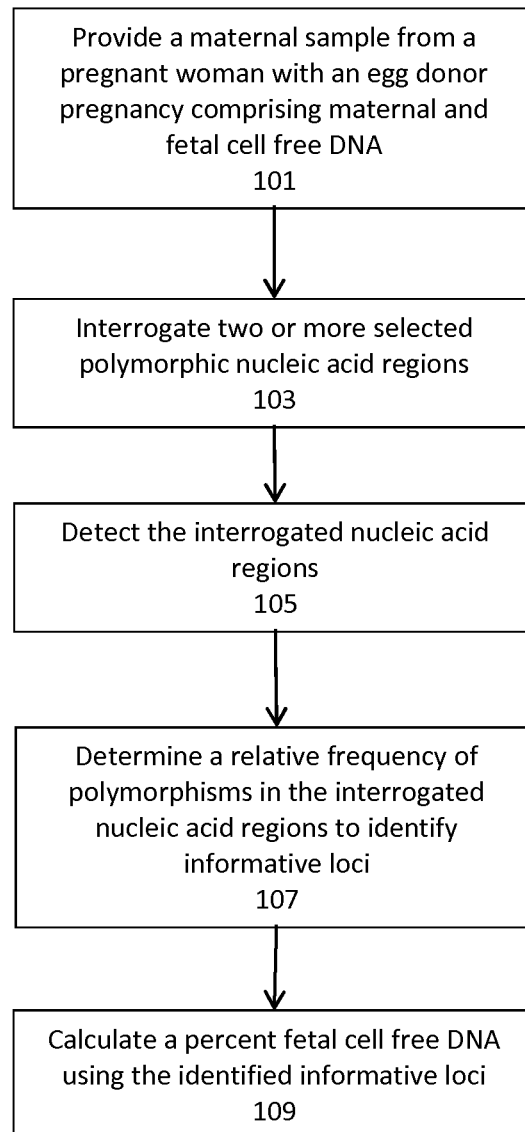 Provide a maternal sample from a
pregnant woman with an egg donor
pregnancy comprising maternal and
fetal cell free DNA
101
Interrogate two or more selected
polymorphic nucleic acid regions
103
Detect the interrogated nucleic acid
regions
105
Determine a relative frequency of
polymorphisms in the interrogated
nucleic acid regions to identify
informative loci
107
Calculate a percent fetal cell free DNA
using the identified informative loci
109